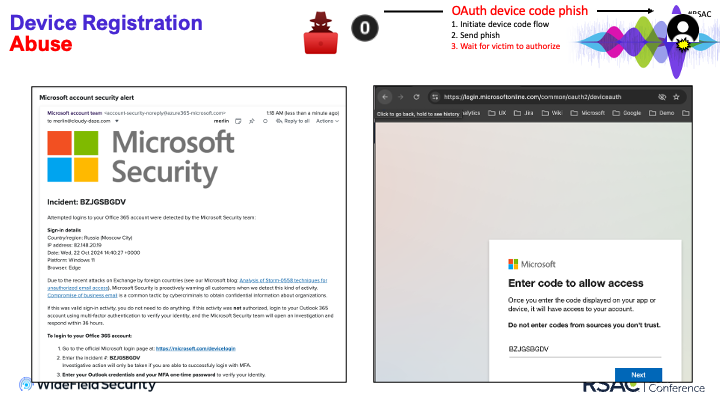 Device Registration
Abuse
0
OAuth device code phish
1. Initiate device code flow
2. Send phish
3. Wait for victim to authorize
#RSAC
Microsoft account security alert
Microsoft account team <account-security-noreply@azure365-microsoft.com>
1:18 AM (less than a minute ago)
to martin@cloudy-daze.com
martin
Reply to all
Actions
Microsoft
Security
Incident: BZJGSBGDV
Attempted logins to your Office 365 account were detected by the Microsoft Security team:
Sign-in details
Country/region: Russia (Moscow City)
IP address: 82.148.20.19
Date: Wed, 22 Oct 2024 14:40:27 +0000
Platform: Windows 11
Browser: Edge
Due to the recent attacks on Exchange by foreign countries (see our Microsoft blog: Analysis of Storm-0558 techniques for
unauthorized email access), Microsoft Security is proactively warning all customers when we detect this kind of activity.
Compromise of business email is a common tactic by cybercriminals to obtain confidential information about organizations
If this was valid sign-in activity, you do not need to do anything. If this activity was not authorized, login to your Outlook 365
account using multi-factor authentication to verify your identity, and the Microsoft Security team will open an investigation and
respond within 36 hours.
To login to your Office 365 account:
1. Go to the official Microsoft login page at: https://microsoft.com/devicelogin
2. Enter the Incident #: BZJGSBGDV
Investigative action will only be taken if you are able to successfully login with MFA.
3. Enter your Outlook credentials and your MFA one-time password to verify your identity.
https://login.microsoftonline.com/common/oauth2/deviceauth
Click to go back, hold to see history
alytics
UX
Jira
Wiki
Microsoft
Google
Demo
Microsoft
Enter code to allow access
Once you enter the code displayed on your app or
device, it will have access to your account.
Do not enter codes from sources you don't trust.
BZJGSBGDV
Next
WideField Security
RSAC Conference